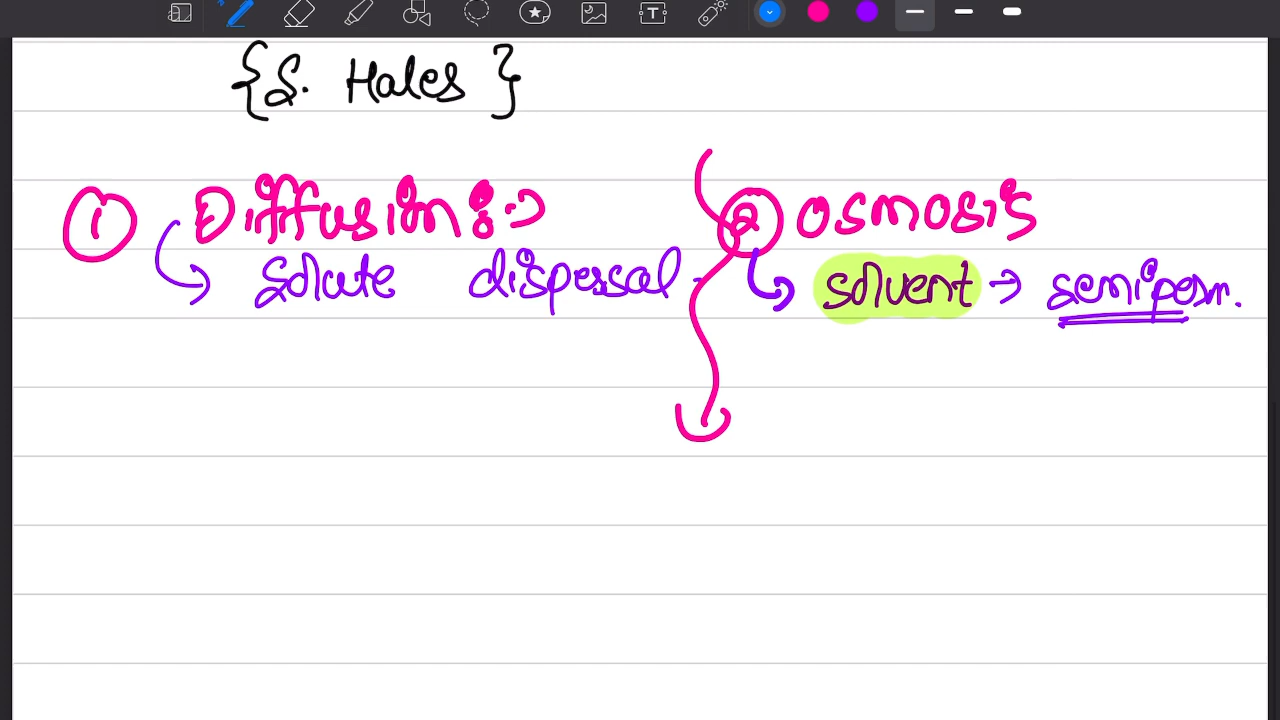 {S. Hales}
① Diffusion :→
↳ solute dispersal -
② osmosis
↳ solvent → semiperm.